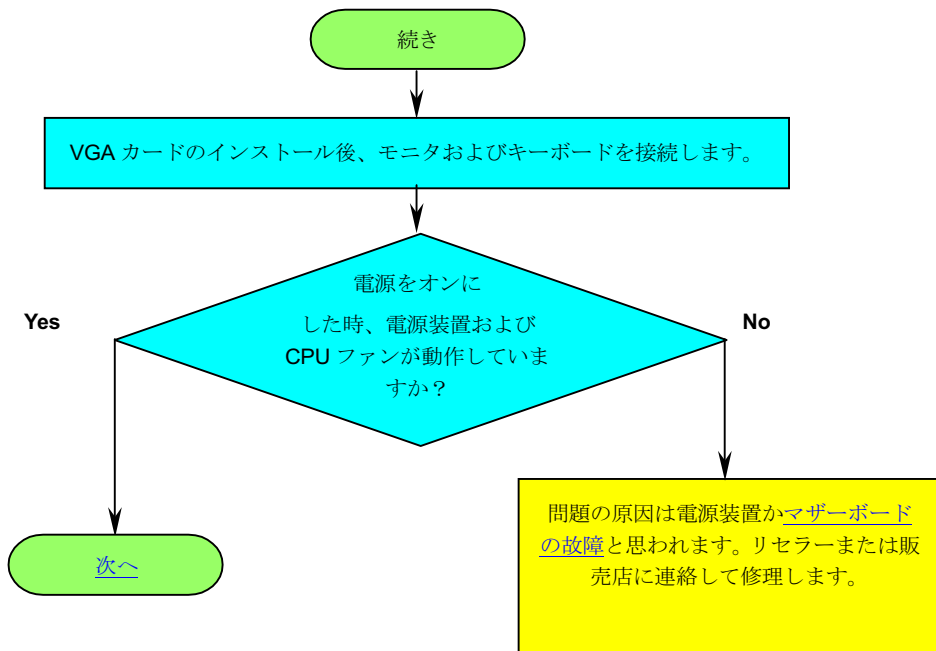 続き
VGA カードのインストール後、モニタおよびキーボードを接続します。
電源をオンに
した時、電源装置および
CPU ファンが動作していま
すか？
Yes
No
問題の原因は電源装置かマザーボード
の故障と思われます。リセラーまたは販
売店に連絡して修理します。
次へ